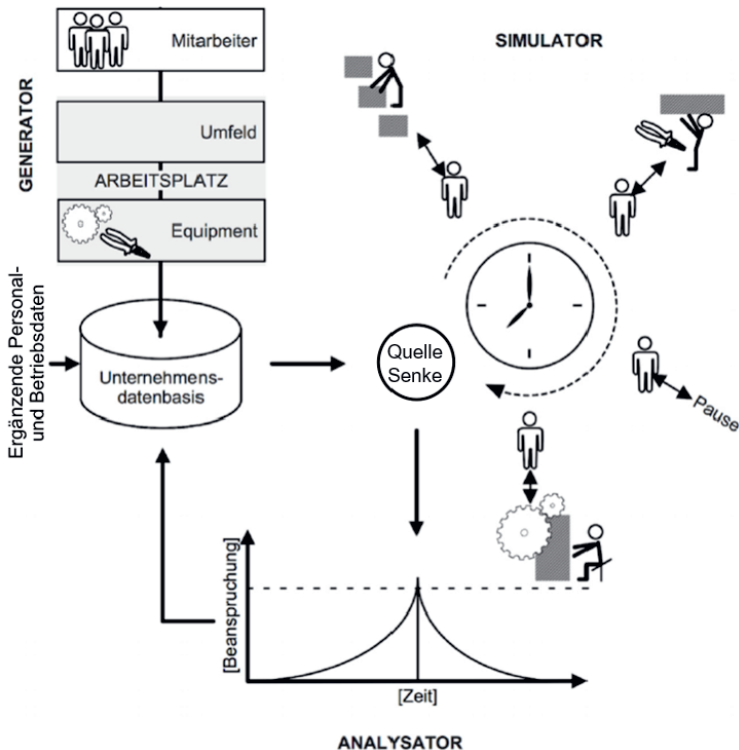 GENERATOR
Mitarbeiter
Umfeld
ARBEITSPLATZ
Equipment
Ergänzende Personal-
und Betriebsdaten
Unternehmens-
datenbasis
SIMULATOR
Quelle
Senke
Pause
[Beanspruchung]
[Zeit]
ANALYSATOR